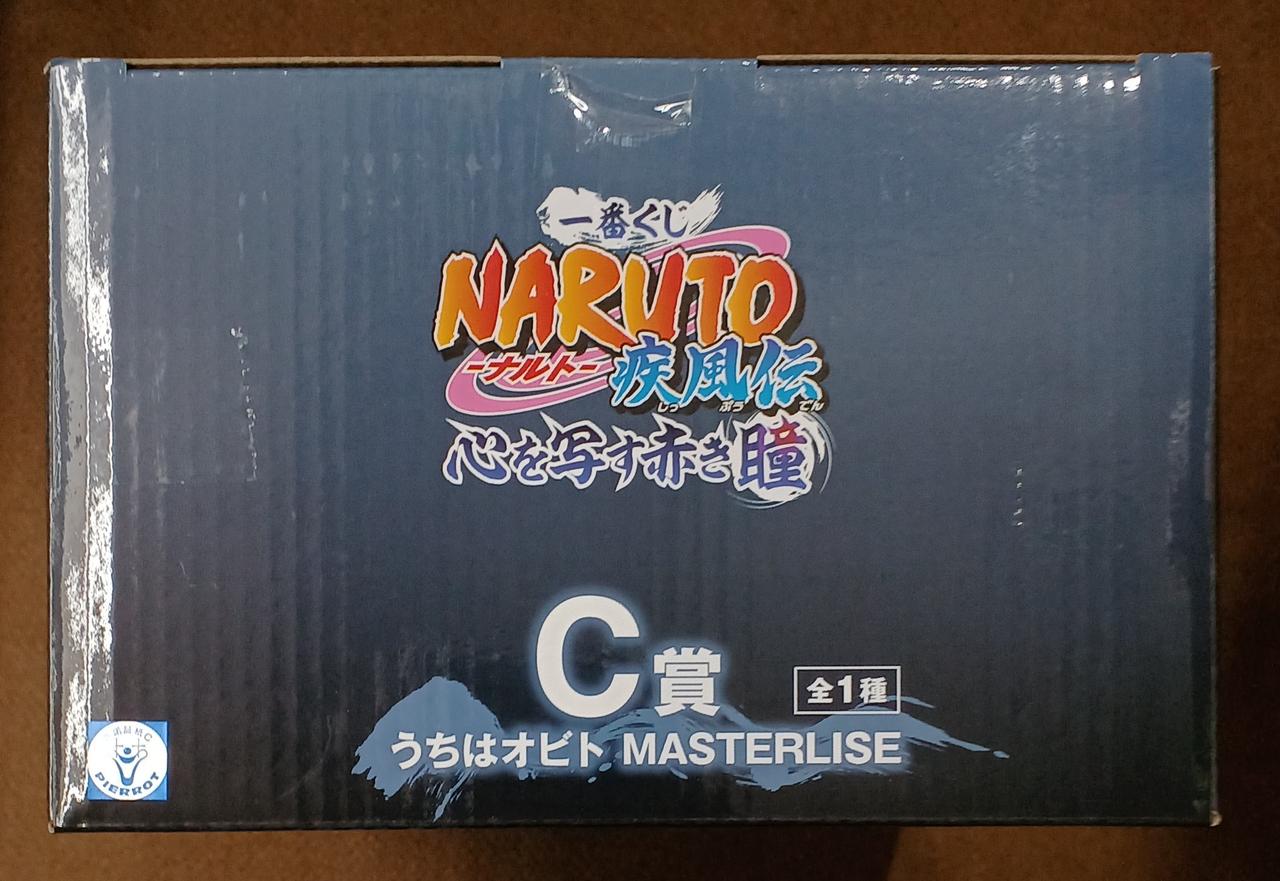 一番くじ
NARUTO
-ナルト-
疾風伝
しっ ぷう でん
心を写す赤き瞳
C賞
全1種
うちはオビト MASTERLISE
PIERROT